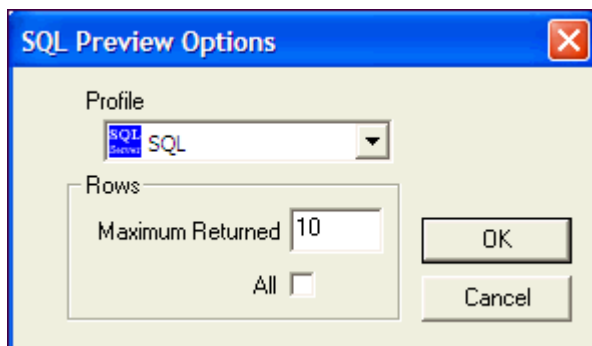 SQL Preview Options
Profile
SQL
Server
SQL
Rows
Maximum Returned 10
All
OK
Cancel